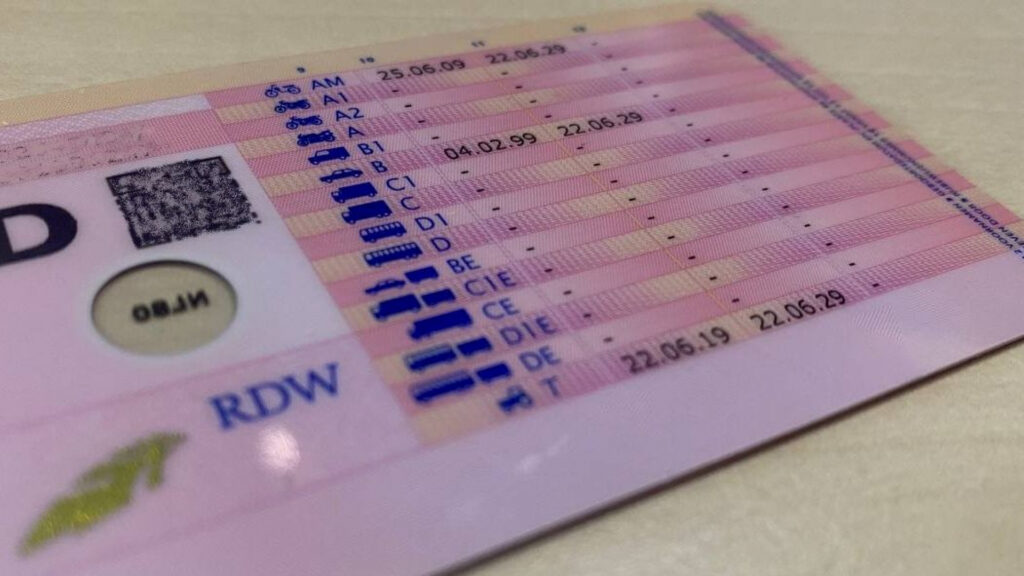 9 10 11 12
AM 25.06.09 22.06.29 -
A1 - - -
A2 - - -
A - - -
B1 - - -
B 04.02.99 22.06.29 -
C1 - - -
C - - -
D1 - - -
D - - -
BE - - -
C1E - - -
CE - - -
D1E - - -
DE - - -
T 22.06.19 22.06.29 -
D
NL80
RDW